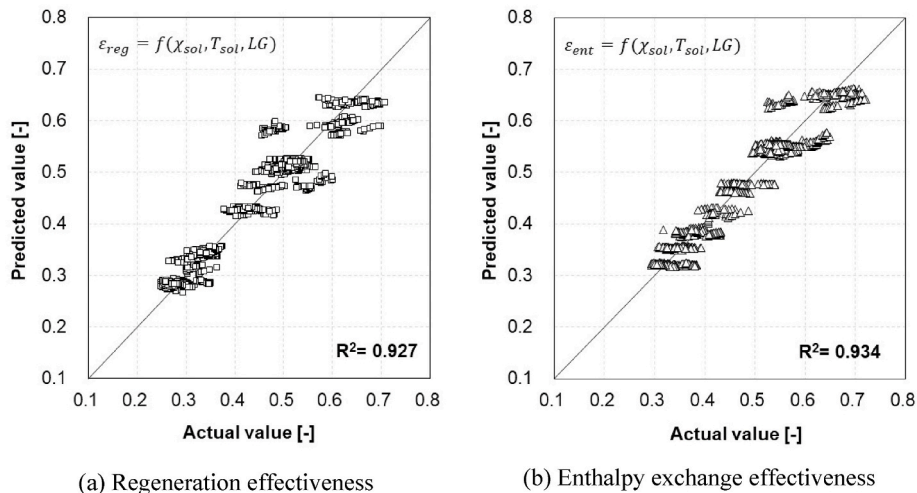 ε_reg = f(χ_sol, T_sol, LG)
0.8
0.7
0.6
0.5
0.4
0.3
0.2
0.1
Predicted value [-]
R²= 0.927
0.1 0.2 0.3 0.4 0.5 0.6 0.7 0.8
Actual value [-]
(a) Regeneration effectiveness
ε_ent = f(χ_sol, T_sol, LG)
0.8
0.7
0.6
0.5
0.4
0.3
0.2
0.1
Predicted value [-]
R²= 0.934
0.1 0.2 0.3 0.4 0.5 0.6 0.7 0.8
Actual value [-]
(b) Enthalpy exchange effectiveness